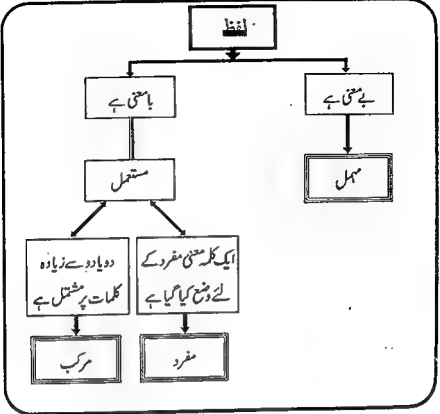 لفظ
بامعنی ہے
بے معنی ہے
مستعمل
مہمل
ایک کلمہ معنی مفرد کے
لئے وضع کیا گیا ہے
دو یا دو سے زیادہ
کلمات پر مشتمل ہے
مفرد
مرکب